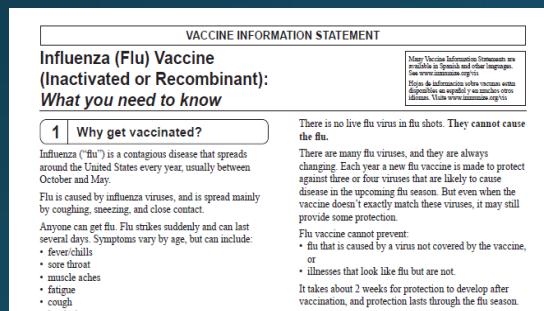 VACCINE INFORMATION STATEMENT
Influenza (Flu) Vaccine
(Inactivated or Recombinant):
What you need to know
Many Vaccine Information Statements are
available in Spanish and other languages.
See www.immunize.org/vis
Hojas de información sobre vacunas están
disponibles en español y en muchos otros
idiomas. Visite www.immunize.org/vis
1 Why get vaccinated?
Influenza (“flu”) is a contagious disease that spreads
around the United States every year, usually between
October and May.
Flu is caused by influenza viruses, and is spread mainly
by coughing, sneezing, and close contact.
Anyone can get flu. Flu strikes suddenly and can last
several days. Symptoms vary by age, but can include:
• fever/chills
• sore throat
• muscle aches
• fatigue
• cough
There is no live flu virus in flu shots. They cannot cause
the flu.
There are many flu viruses, and they are always
changing. Each year a new flu vaccine is made to protect
against three or four viruses that are likely to cause
disease in the upcoming flu season. But even when the
vaccine doesn’t exactly match these viruses, it may still
provide some protection.
Flu vaccine cannot prevent:
• flu that is caused by a virus not covered by the vaccine,
or
• illnesses that look like flu but are not.
It takes about 2 weeks for protection to develop after
vaccination, and protection lasts through the flu season.